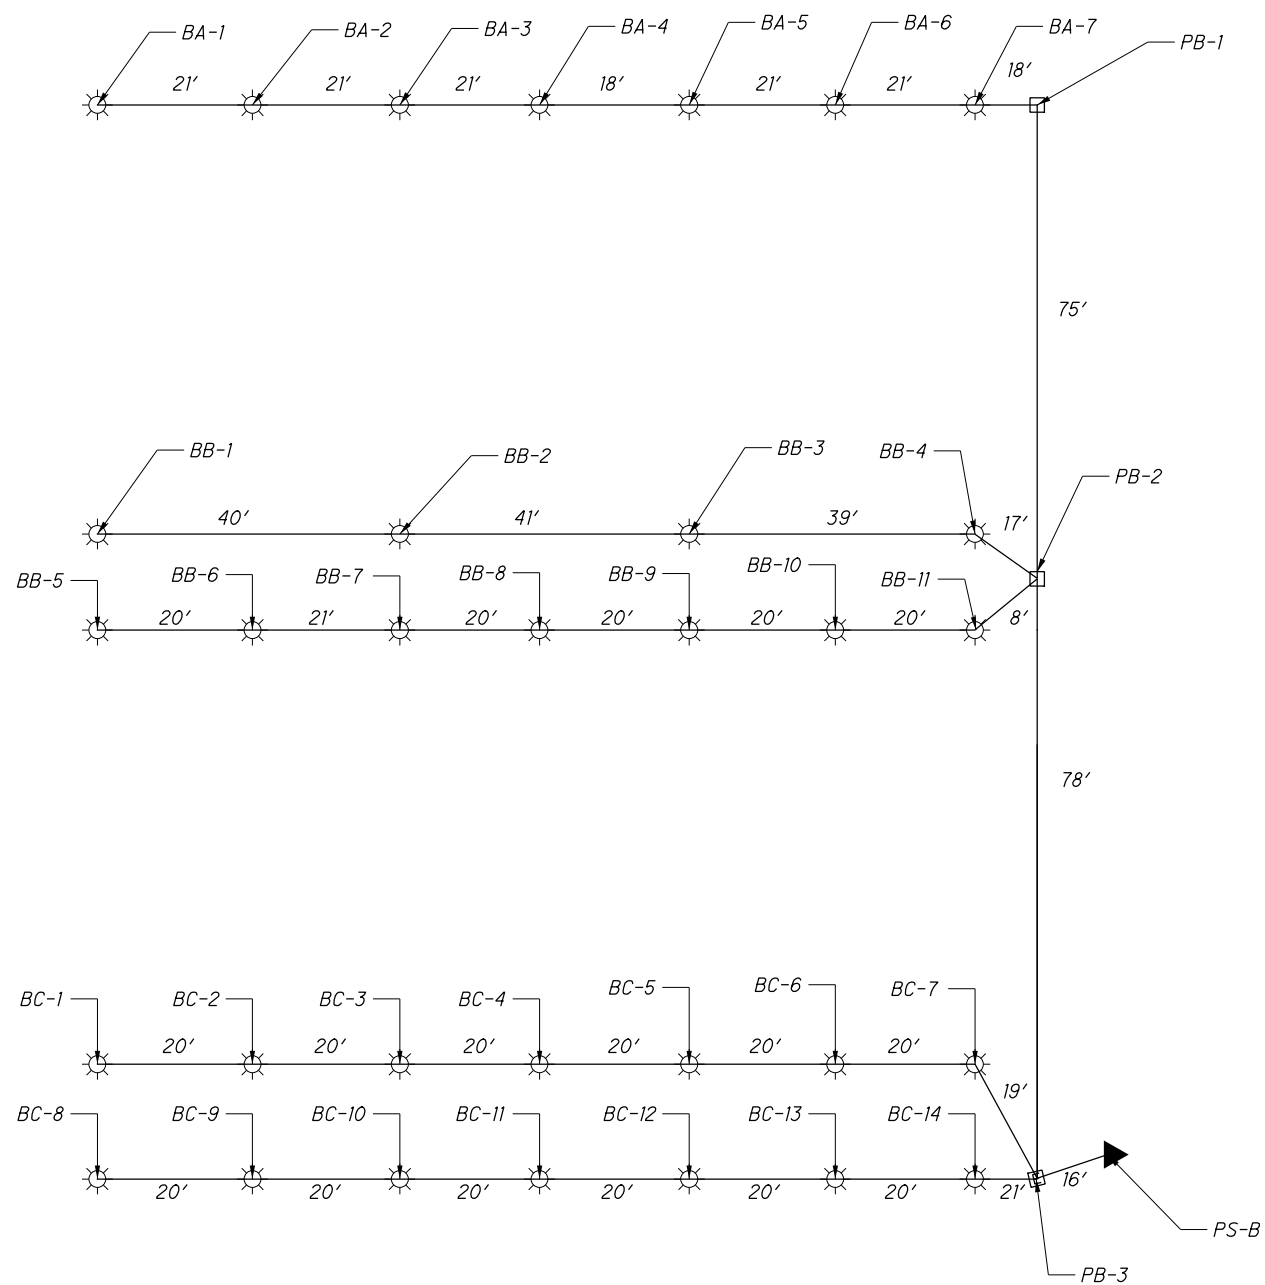 BA-1
BA-2
BA-3
BA-4
BA-5
BA-6
BA-7
PB-1
21'
21'
21'
18'
21'
21'
18'
75'
BB-1
BB-2
BB-3
BB-4
PB-2
40'
41'
39'
17'
BB-5
BB-6
BB-7
BB-8
BB-9
BB-10
BB-11
20'
21'
20'
20'
20'
20'
8'
78'
BC-1
BC-2
BC-3
BC-4
BC-5
BC-6
BC-7
20'
20'
20'
20'
20'
20'
19'
BC-8
BC-9
BC-10
BC-11
BC-12
BC-13
BC-14
20'
20'
20'
20'
20'
20'
21'
16'
PS-B
PB-3